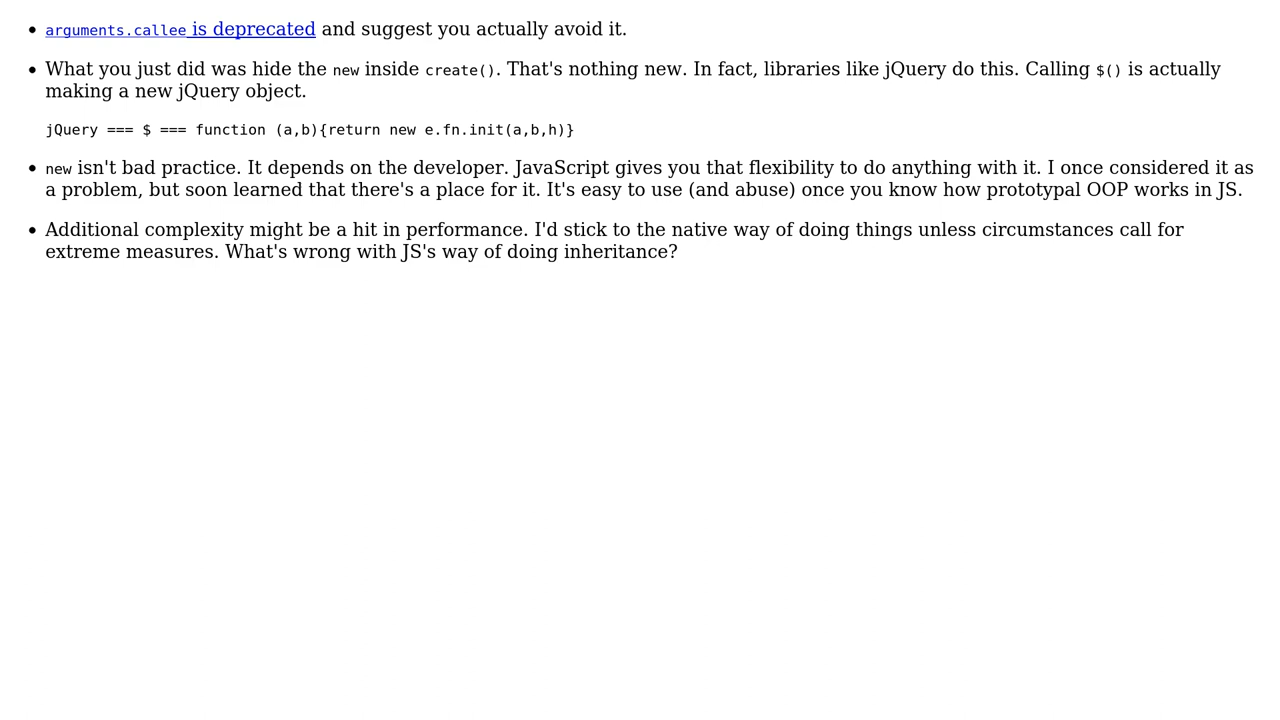 arguments.callee is deprecated and suggest you actually avoid it.
What you just did was hide the new inside create(). That's nothing new. In fact, libraries like jQuery do this. Calling $() is actually
making a new jQuery object.
jQuery === $ === function (a,b){return new e.fn.init(a,b,h)}
new isn't bad practice. It depends on the developer. JavaScript gives you that flexibility to do anything with it. I once considered it as
a problem, but soon learned that there's a place for it. It's easy to use (and abuse) once you know how prototypal OOP works in JS.
Additional complexity might be a hit in performance. I'd stick to the native way of doing things unless circumstances call for
extreme measures. What's wrong with JS's way of doing inheritance?